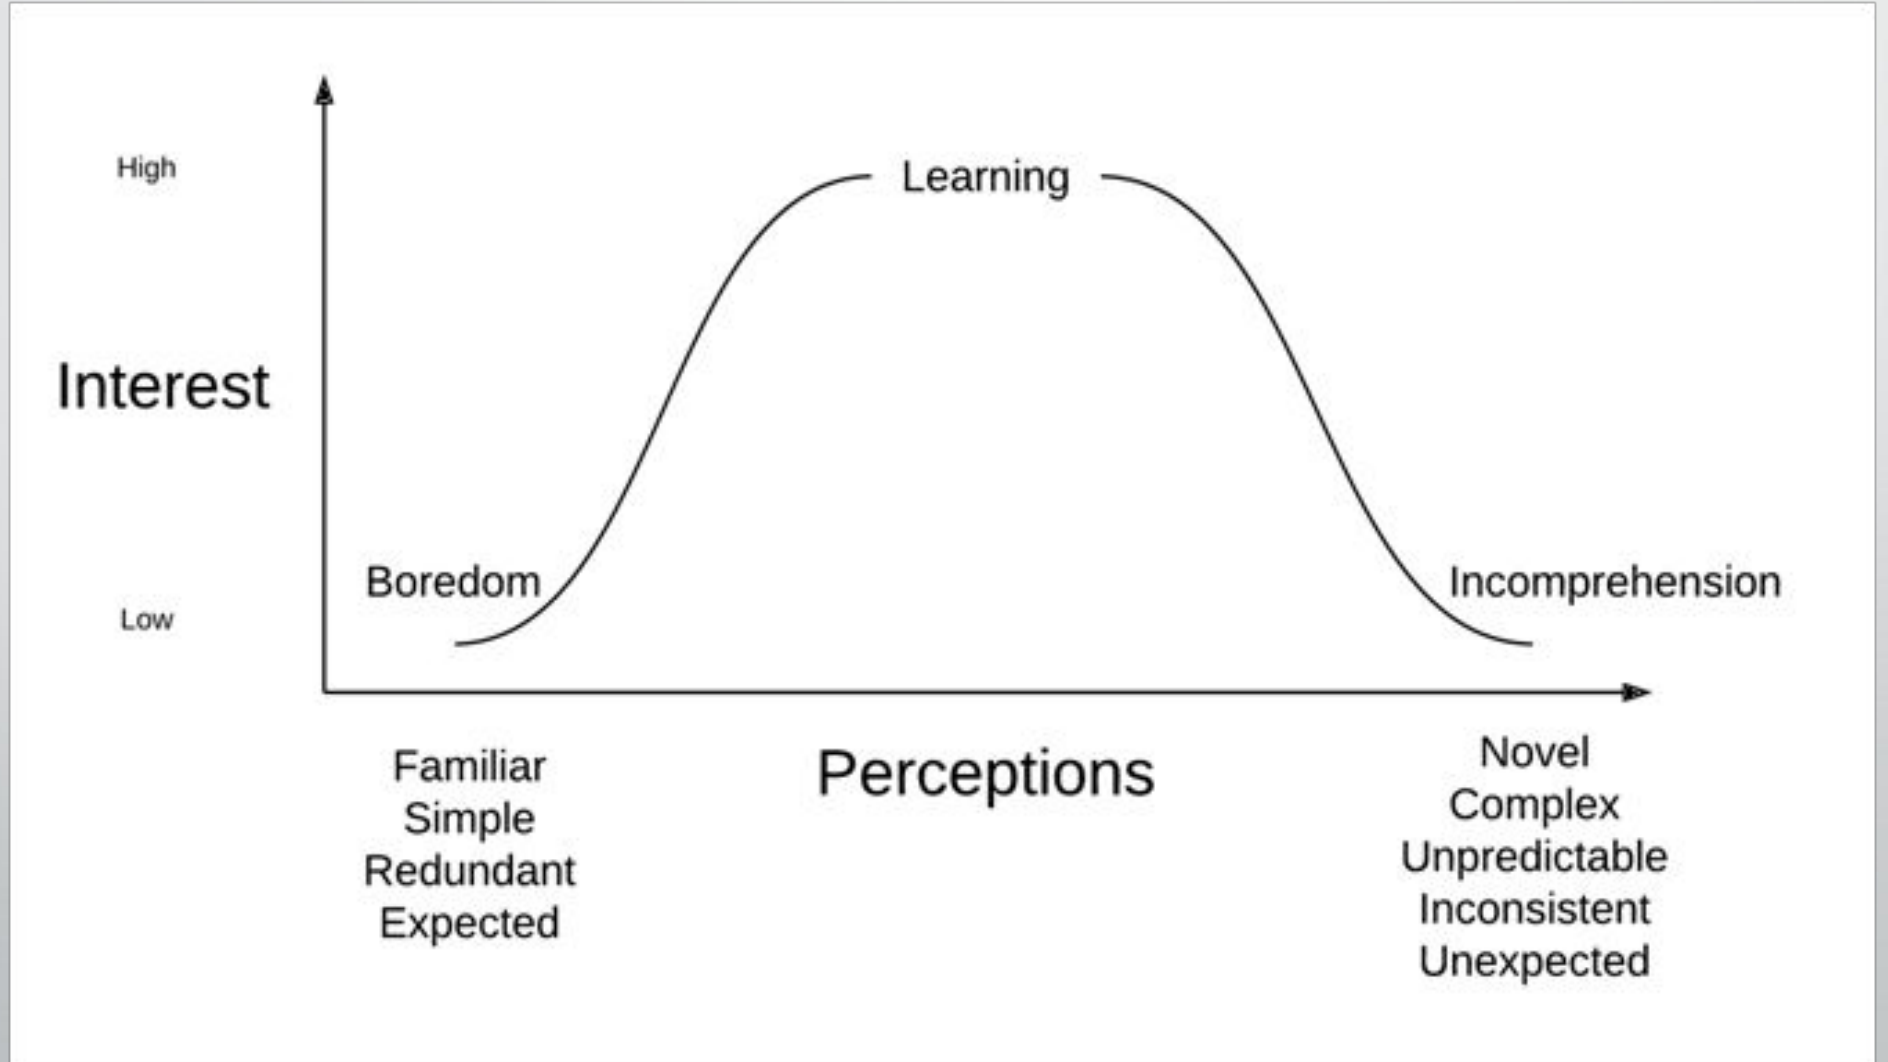 High
Learning
Interest
Boredom
Incomprehension
Low
Perceptions
Familiar
Simple
Redundant
Expected
Novel
Complex
Unpredictable
Inconsistent
Unexpected